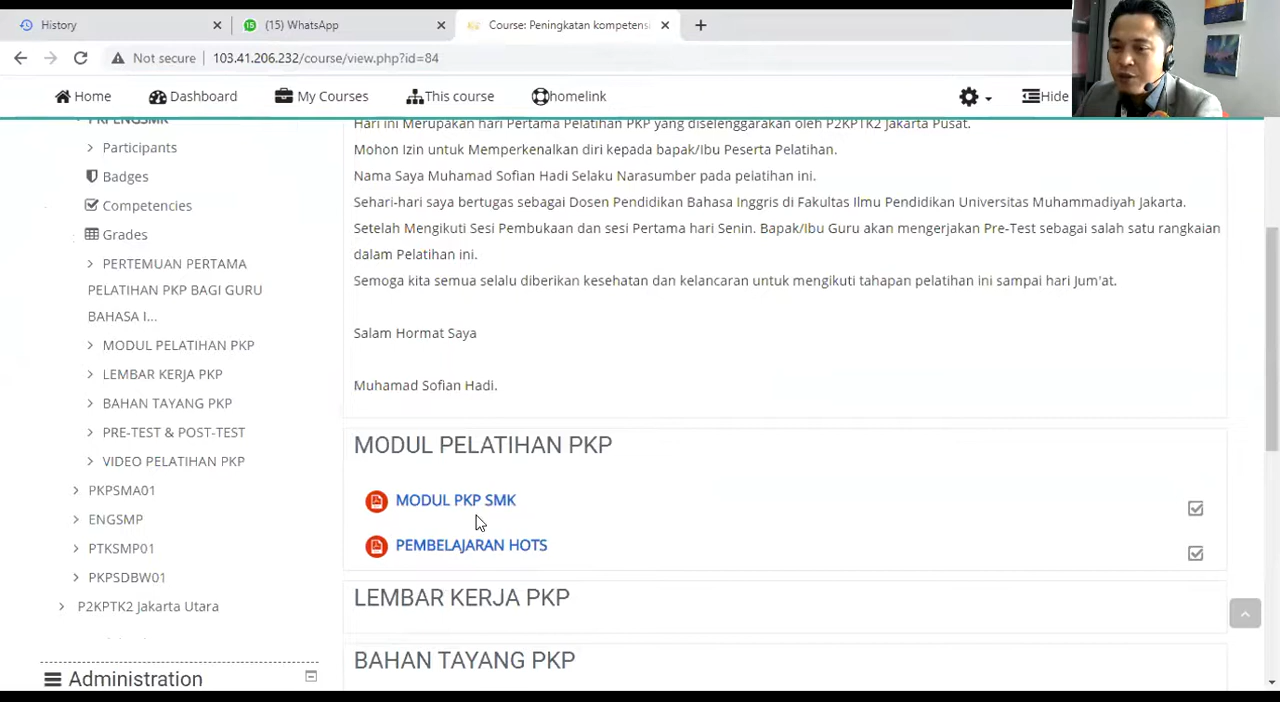 History
(15) WhatsApp
Course: Peningkatan kompetensi
Not secure
103.41.206.232/course/view.php?id=84
Home
Dashboard
My Courses
This course
homelink
Hide
PKPENGSMK
Participants
Badges
Competencies
Grades
PERTEMUAN PERTAMA
PELATIHAN PKP BAGI GURU
BAHASA I...
MODUL PELATIHAN PKP
LEMBAR KERJA PKP
BAHAN TAYANG PKP
PRE-TEST & POST-TEST
VIDEO PELATIHAN PKP
PKPSMA01
ENGSMP
PTKSMP01
PKPSDBW01
P2KPTK2 Jakarta Utara
Administration
Hari ini Merupakan hari Pertama Pelatihan PKP yang diselenggarakan oleh P2KPTK2 Jakarta Pusat.
Mohon Izin untuk Memperkenalkan diri kepada bapak/Ibu Peserta Pelatihan.
Nama Saya Muhamad Sofian Hadi Selaku Narasumber pada pelatihan ini.
Sehari-hari saya bertugas sebagai Dosen Pendidikan Bahasa Inggris di Fakultas Ilmu Pendidikan Universitas Muhammadiyah Jakarta.
Setelah Mengikuti Sesi Pembukaan dan sesi Pertama hari Senin. Bapak/Ibu Guru akan mengerjakan Pre-Test sebagai salah satu rangkaian
dalam Pelatihan ini.
Semoga kita semua selalu diberikan kesehatan dan kelancaran untuk mengikuti tahapan pelatihan ini sampai hari Jum'at.
Salam Hormat Saya
Muhamad Sofian Hadi.
MODUL PELATIHAN PKP
MODUL PKP SMK
PEMBELAJARAN HOTS
LEMBAR KERJA PKP
BAHAN TAYANG PKP